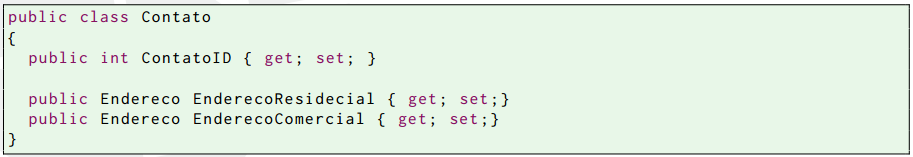 public class Contato
{
public int ContatoID { get; set; }
public Endereco EnderecoResidecial { get; set;}
public Endereco EnderecoComercial { get; set;}
}